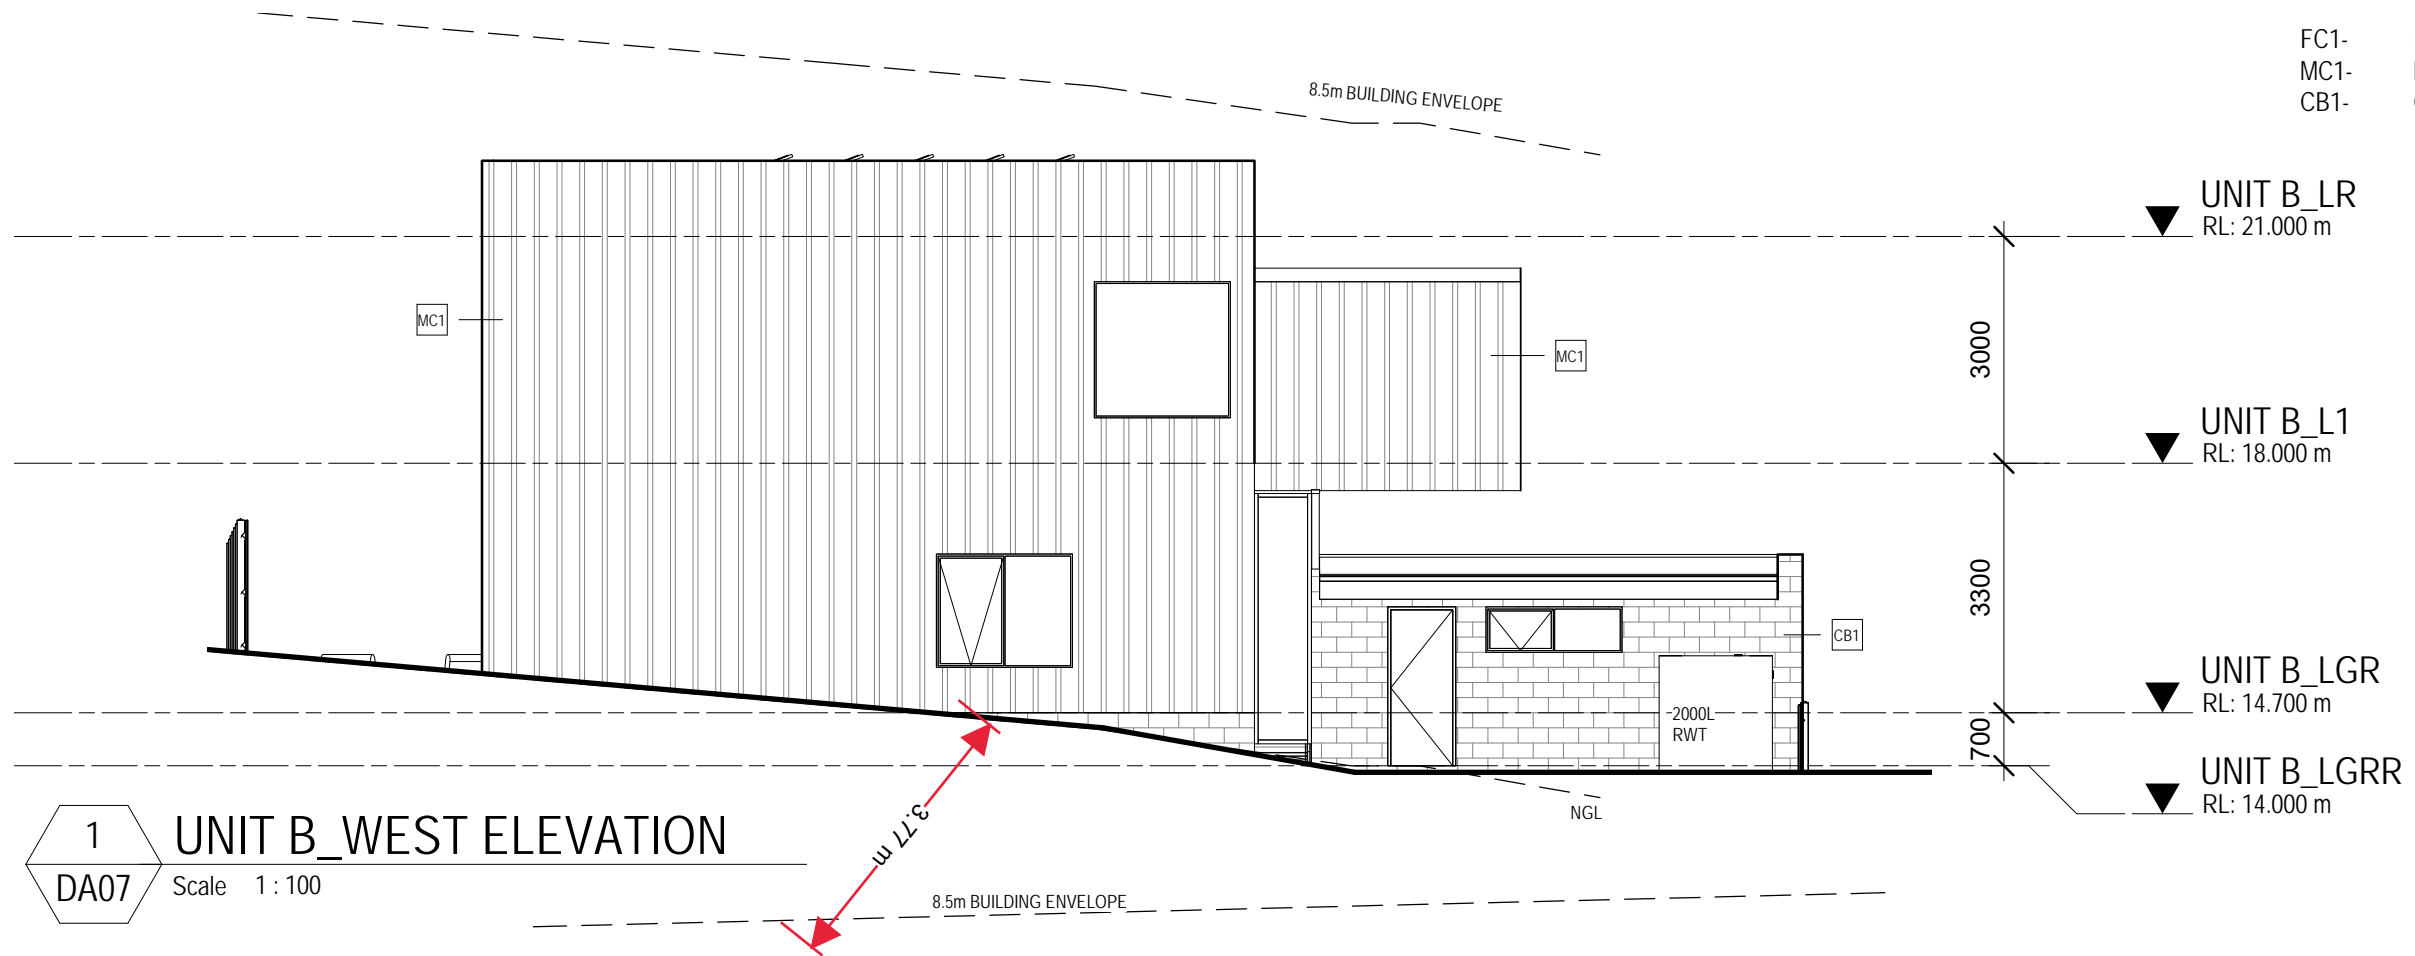 FC1-
MC1-
CB1-
8.5m BUILDING ENVELOPE
UNIT B_LR
RL: 21.000 m
MC1
MC1
3000
UNIT B_L1
RL: 18.000 m
3300
CB1
UNIT B_LGR
RL: 14.700 m
2000L
RWT
700
UNIT B_LGRR
RL: 14.000 m
NGL
3.77 m
1
DA07
UNIT B_WEST ELEVATION
Scale 1 : 100
8.5m BUILDING ENVELOPE